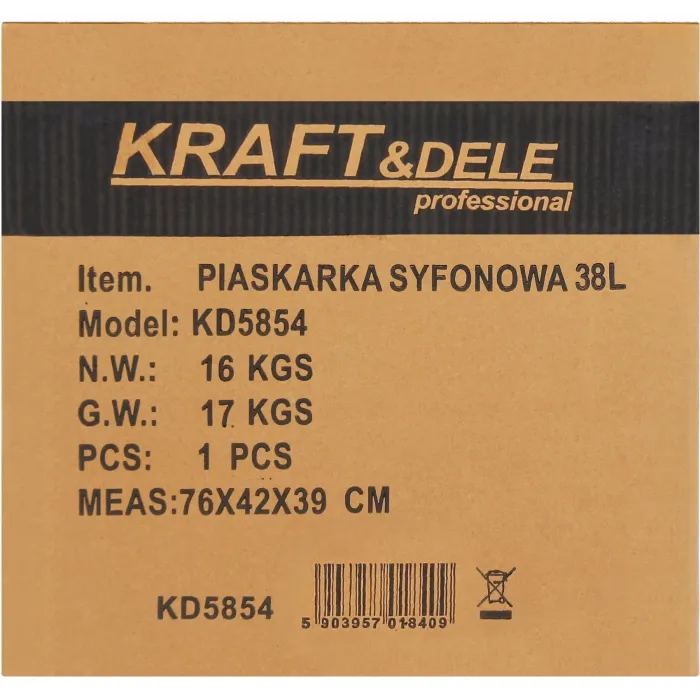 KRAFT&DELE
professional
Item. PIASKARKA SYFONOWA 38L
Model: KD5854
N.W.: 16 KGS
G.W.: 17 KGS
PCS: 1 PCS
MEAS:76X42X39 CM
KD5854
5 903957 018409